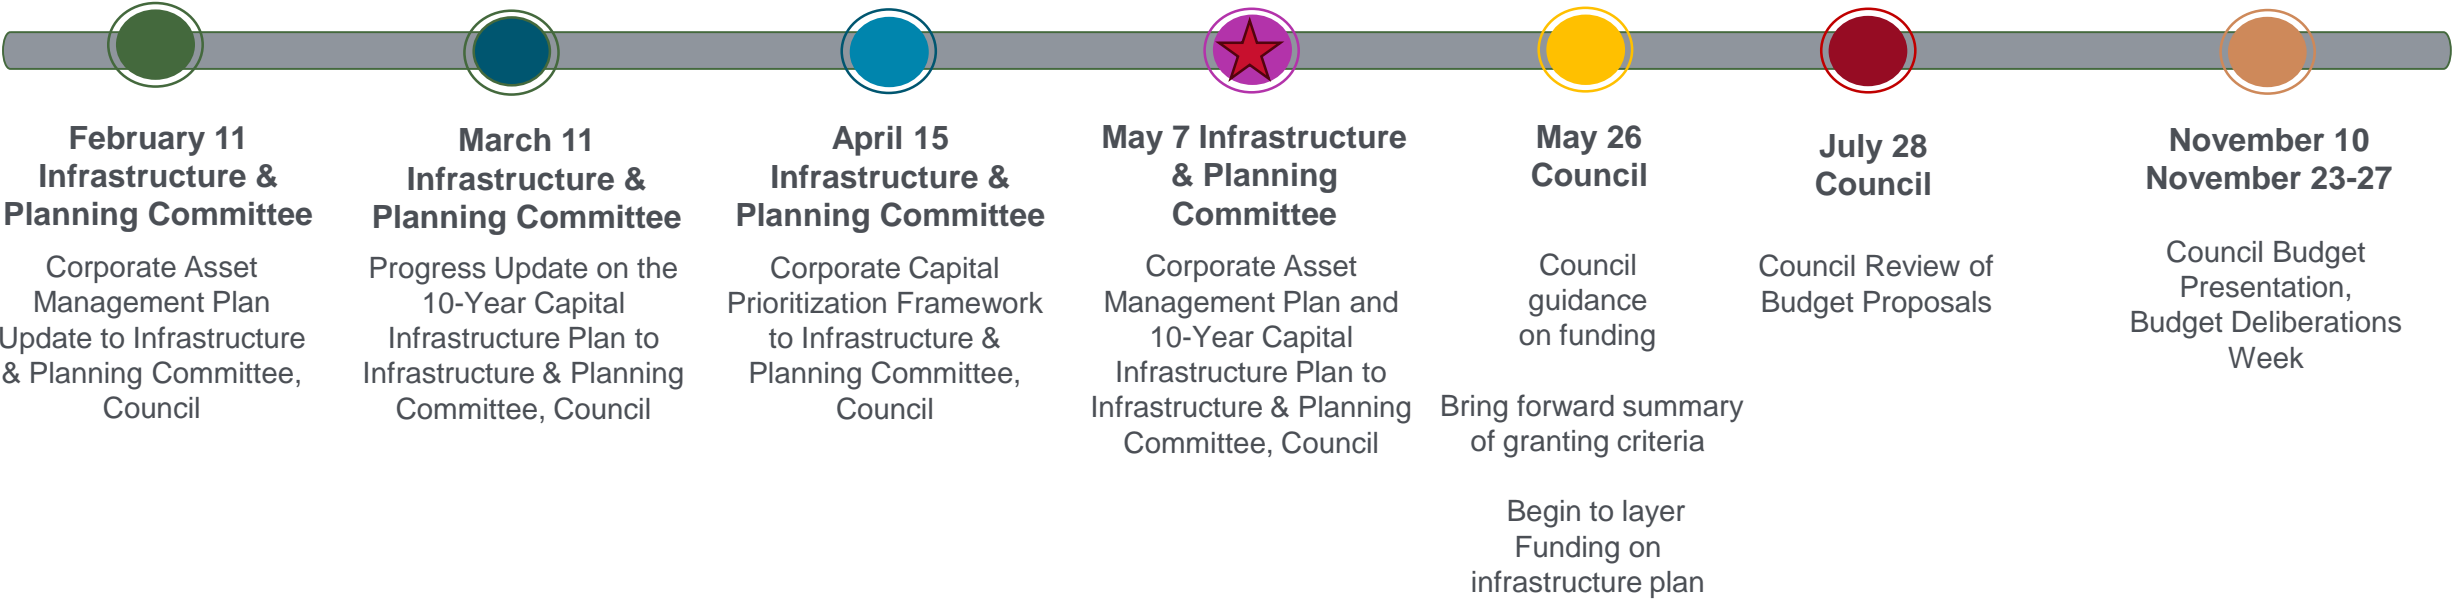 February 11
Infrastructure &
Planning Committee
Corporate Asset
Management Plan
Update to Infrastructure
& Planning Committee,
Council
March 11
Infrastructure &
Planning Committee
Progress Update on the
10-Year Capital
Infrastructure Plan to
Infrastructure & Planning
Committee, Council
April 15
Infrastructure &
Planning Committee
Corporate Capital
Prioritization Framework
to Infrastructure &
Planning Committee,
Council
May 7 Infrastructure
& Planning
Committee
Corporate Asset
Management Plan and
10-Year Capital
Infrastructure Plan to
Infrastructure & Planning
Committee, Council
May 26
Council
Council
guidance
on funding
Bring forward summary
of granting criteria
Begin to layer
Funding on
infrastructure plan
July 28
Council
Council Review of
Budget Proposals
November 10
November 23-27
Council Budget
Presentation,
Budget Deliberations
Week